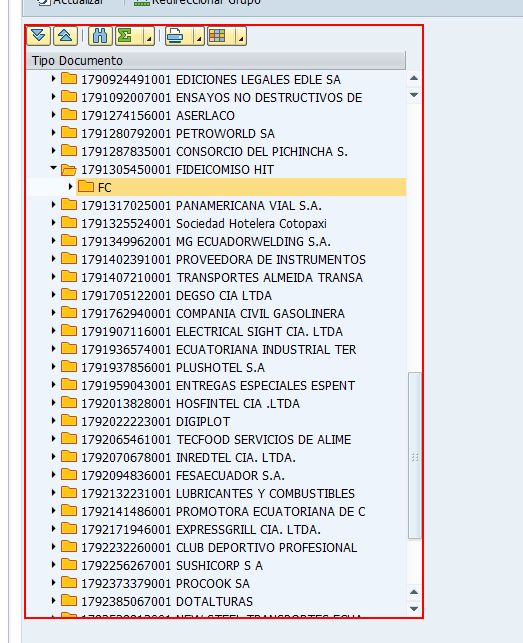 Actualizar Redireccionar Grupo
Tipo Documento
1790924491001 EDICIONES LEGALES EDLE SA
1791092007001 ENSAYOS NO DESTRUCTIVOS DE
1791274156001 ASERLACO
1791280792001 PETROWORLD SA
1791287835001 CONSORCIO DEL PICHINCHA S.
1791305450001 FIDEICOMISO HIT
FC
1791317025001 PANAMERICANA VIAL S.A.
1791325524001 Sociedad Hotelera Cotopaxi
1791349962001 MG ECUADORWELDING S.A.
1791402391001 PROVEEDORA DE INSTRUMENTOS
1791407210001 TRANSPORTES ALMEIDA TRANSA
1791705122001 DEGSO CIA LTDA
1791762940001 COMPANIA CIVIL GASOLINERA
1791907116001 ELECTRICAL SIGHT CIA. LTDA
1791936574001 ECUATORIANA INDUSTRIAL TER
1791937856001 PLUSHOTEL S.A
1791959043001 ENTREGAS ESPECIALES ESPENT
1792013828001 HOSFINTEL CIA .LTDA
1792022223001 DIGIPLOT
1792065461001 TECFOOD SERVICIOS DE ALIME
1792070678001 INREDTEL CIA. LTDA.
1792094836001 FESAECUADOR S.A.
1792132231001 LUBRICANTES Y COMBUSTIBLES
1792141486001 PROMOTORA ECUATORIANA DE C
1792171946001 EXPRESSGRILL CIA. LTDA.
1792232260001 CLUB DEPORTIVO PROFESIONAL
1792256267001 SUSHICORP S A
1792373379001 PROCOOK SA
1792385067001 DOTALTURAS
NEW STEEL TRANSPORTES ECUA